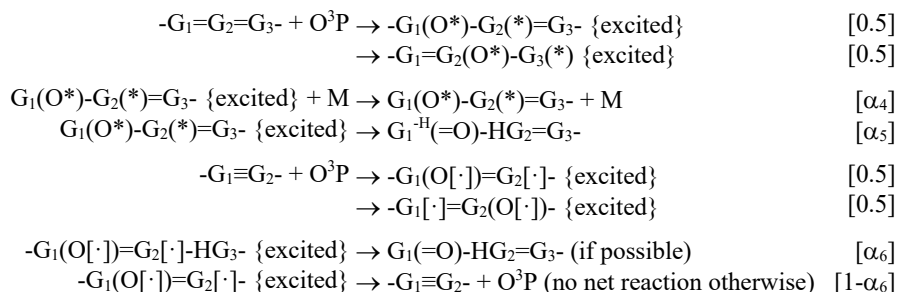 -G₁=G₂=G₃- + O³P → -G₁(O*)-G₂(*)=G₃- {excited} [0.5]
→ -G₁=G₂(O*)-G₃(*) {excited} [0.5]
G₁(O*)-G₂(*)=G₃- {excited} + M → G₁(O*)-G₂(*)=G₃- + M [α₄]
G₁(O*)-G₂(*)=G₃- {excited} → G₁⁻ᴴ(=O)-HG₂=G₃- [α₅]
-G₁≡G₂- + O³P → -G₁(O[·])=G₂[·]- {excited} [0.5]
→ -G₁[·]=G₂(O[·])- {excited} [0.5]
-G₁(O[·])=G₂[·]-HG₃- {excited} → G₁(=O)-HG₂=G₃- (if possible) [α₆]
-G₁(O[·])=G₂[·]- {excited} → -G₁≡G₂- + O³P (no net reaction otherwise) [1-α₆]